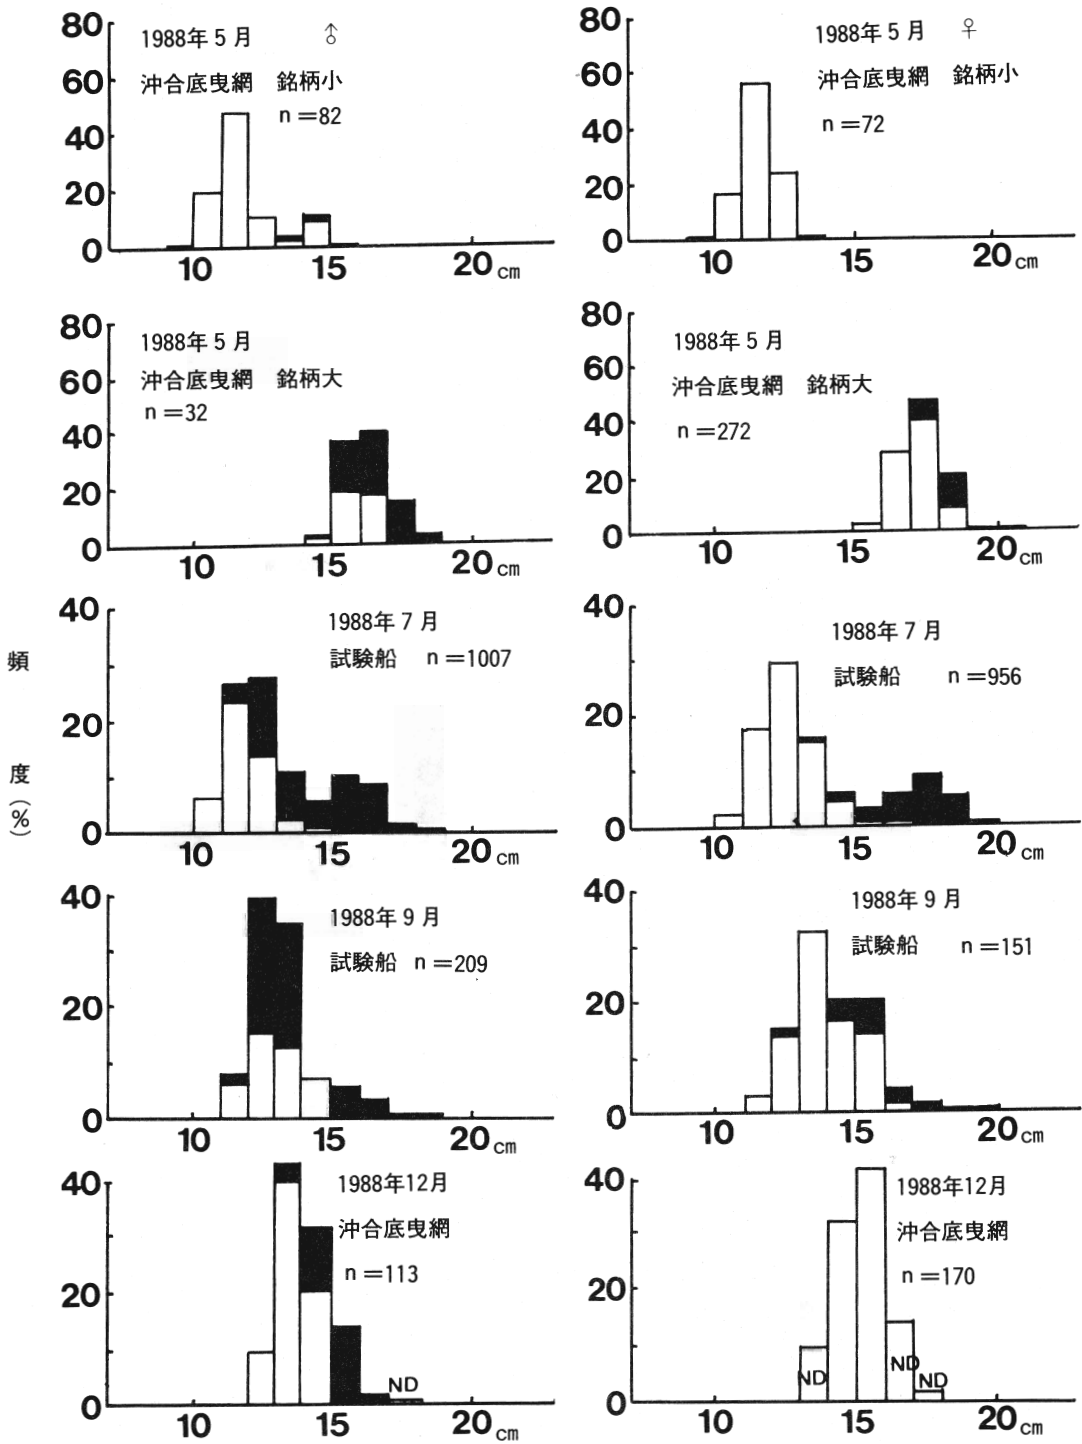 80
60
40
20
0
1988年5月 ♂
沖合底曳網 銘柄小
n=82
10 15 20cm
80
60
40
20
0
1988年5月 ♀
沖合底曳網 銘柄小
n=72
10 15 20cm
80
60
40
20
0
1988年5月
沖合底曳網 銘柄大
n=32
10 15 20cm
80
60
40
20
0
1988年5月
沖合底曳網 銘柄大
n=272
10 15 20cm
頻度(%)
40
20
0
1988年7月
試験船 n=1007
10 15 20cm
40
20
0
1988年7月
試験船 n=956
10 15 20cm
40
20
0
1988年9月
試験船 n=209
10 15 20cm
40
20
0
1988年9月
試験船 n=151
10 15 20cm
40
20
0
1988年12月
沖合底曳網
n=113
ND
10 15 20cm
40
20
0
1988年12月
沖合底曳網
n=170
ND
ND
ND
10 15 20cm